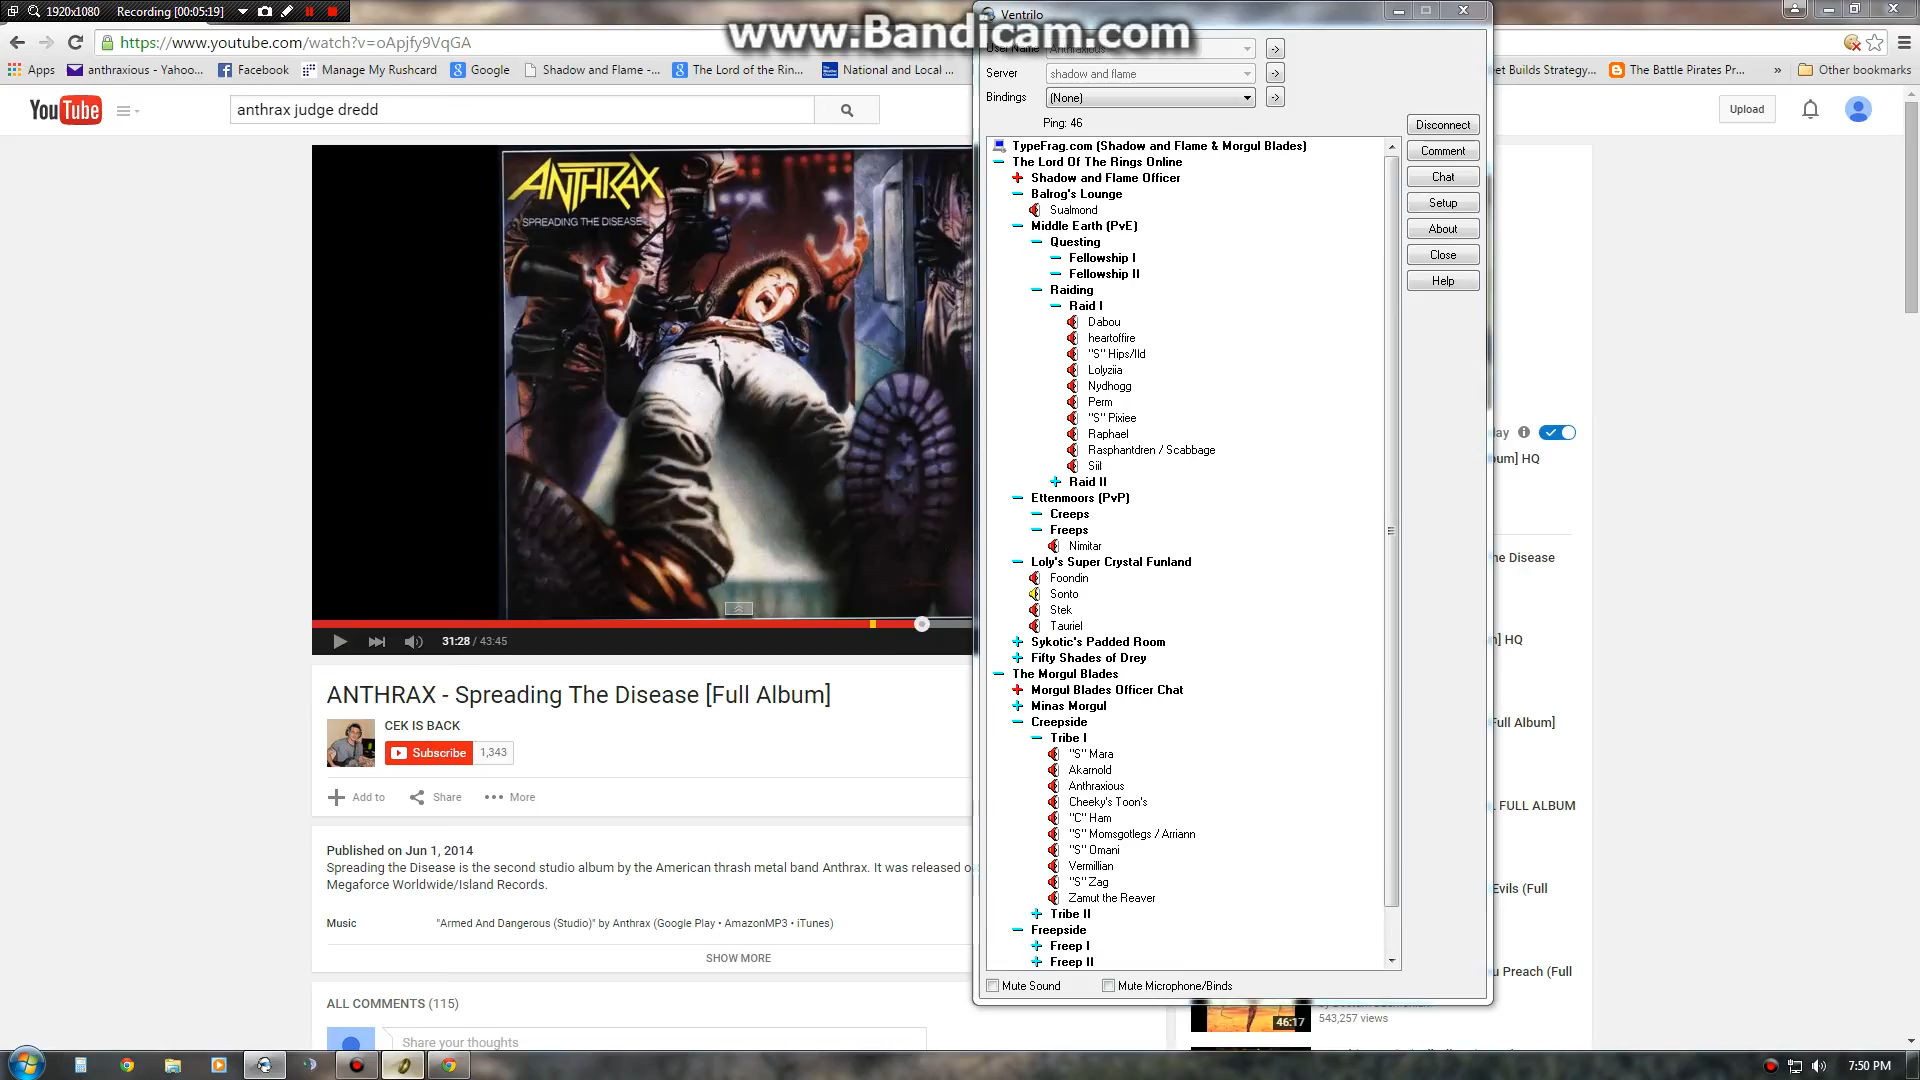 1920x1080 Recording [00:05:19]
www.Bandicam.com
Ventrilo
https://www.youtube.com/watch?v=oApjfy9VqGA
Apps anthraxious - Yahoo... Facebook Manage My Rushcard Google Shadow and Flame -... The Lord of the Rin... National and Local ... et Builds Strategy... The Battle Pirates Pr... » Other bookmarks
YouTube
anthrax judge dredd
Upload
User Name Anthraxious
Server shadow and flame
Bindings (None)
Ping: 46
Disconnect
Comment
Chat
Setup
About
Close
Help
TypeFrag.com (Shadow and Flame & Morgul Blades)
The Lord Of The Rings Online
Shadow and Flame Officer
Balrog's Lounge
Sualmond
Middle Earth (PvE)
Questing
Fellowship I
Fellowship II
Raiding
Raid I
Dabou
heartoffire
"S" Hips/Ild
Lolyziia
Nydhogg
Perm
"S" Pixiee
Raphael
Rasphantdren / Scabbage
Siil
Raid II
Ettenmoors (PvP)
Creeps
Freeps
Nimitar
Loly's Super Crystal Funland
Foondin
Sonto
Stek
Tauriel
Sykotic's Padded Room
Fifty Shades of Drey
The Morgul Blades
Morgul Blades Officer Chat
Minas Morgul
Creepside
Tribe I
"S" Mara
Akarnold
Anthraxious
Cheeky's Toon's
"C" Ham
"S" Momsgotlegs / Arriann
"S" Omani
Vermillian
"S" Zag
Zamut the Reaver
Tribe II
Freepside
Freep I
Freep II
Mute Sound Mute Microphone/Binds
ANTHRAX
SPREADING THE DISEASE
31:28 / 43:45
ANTHRAX - Spreading The Disease [Full Album]
CEK IS BACK
Subscribe 1,343
Add to Share More
Published on Jun 1, 2014
Spreading the Disease is the second studio album by the American thrash metal band Anthrax. It was released o
Megaforce Worldwide/Island Records.
Music "Armed And Dangerous (Studio)" by Anthrax (Google Play • AmazonMP3 • iTunes)
SHOW MORE
ALL COMMENTS (115)
Share your thoughts
lay
bum] HQ
he Disease
n] HQ
Full Album]
FULL ALBUM
Evils (Full
u Preach (Full
46:17
543,257 views
7:50 PM